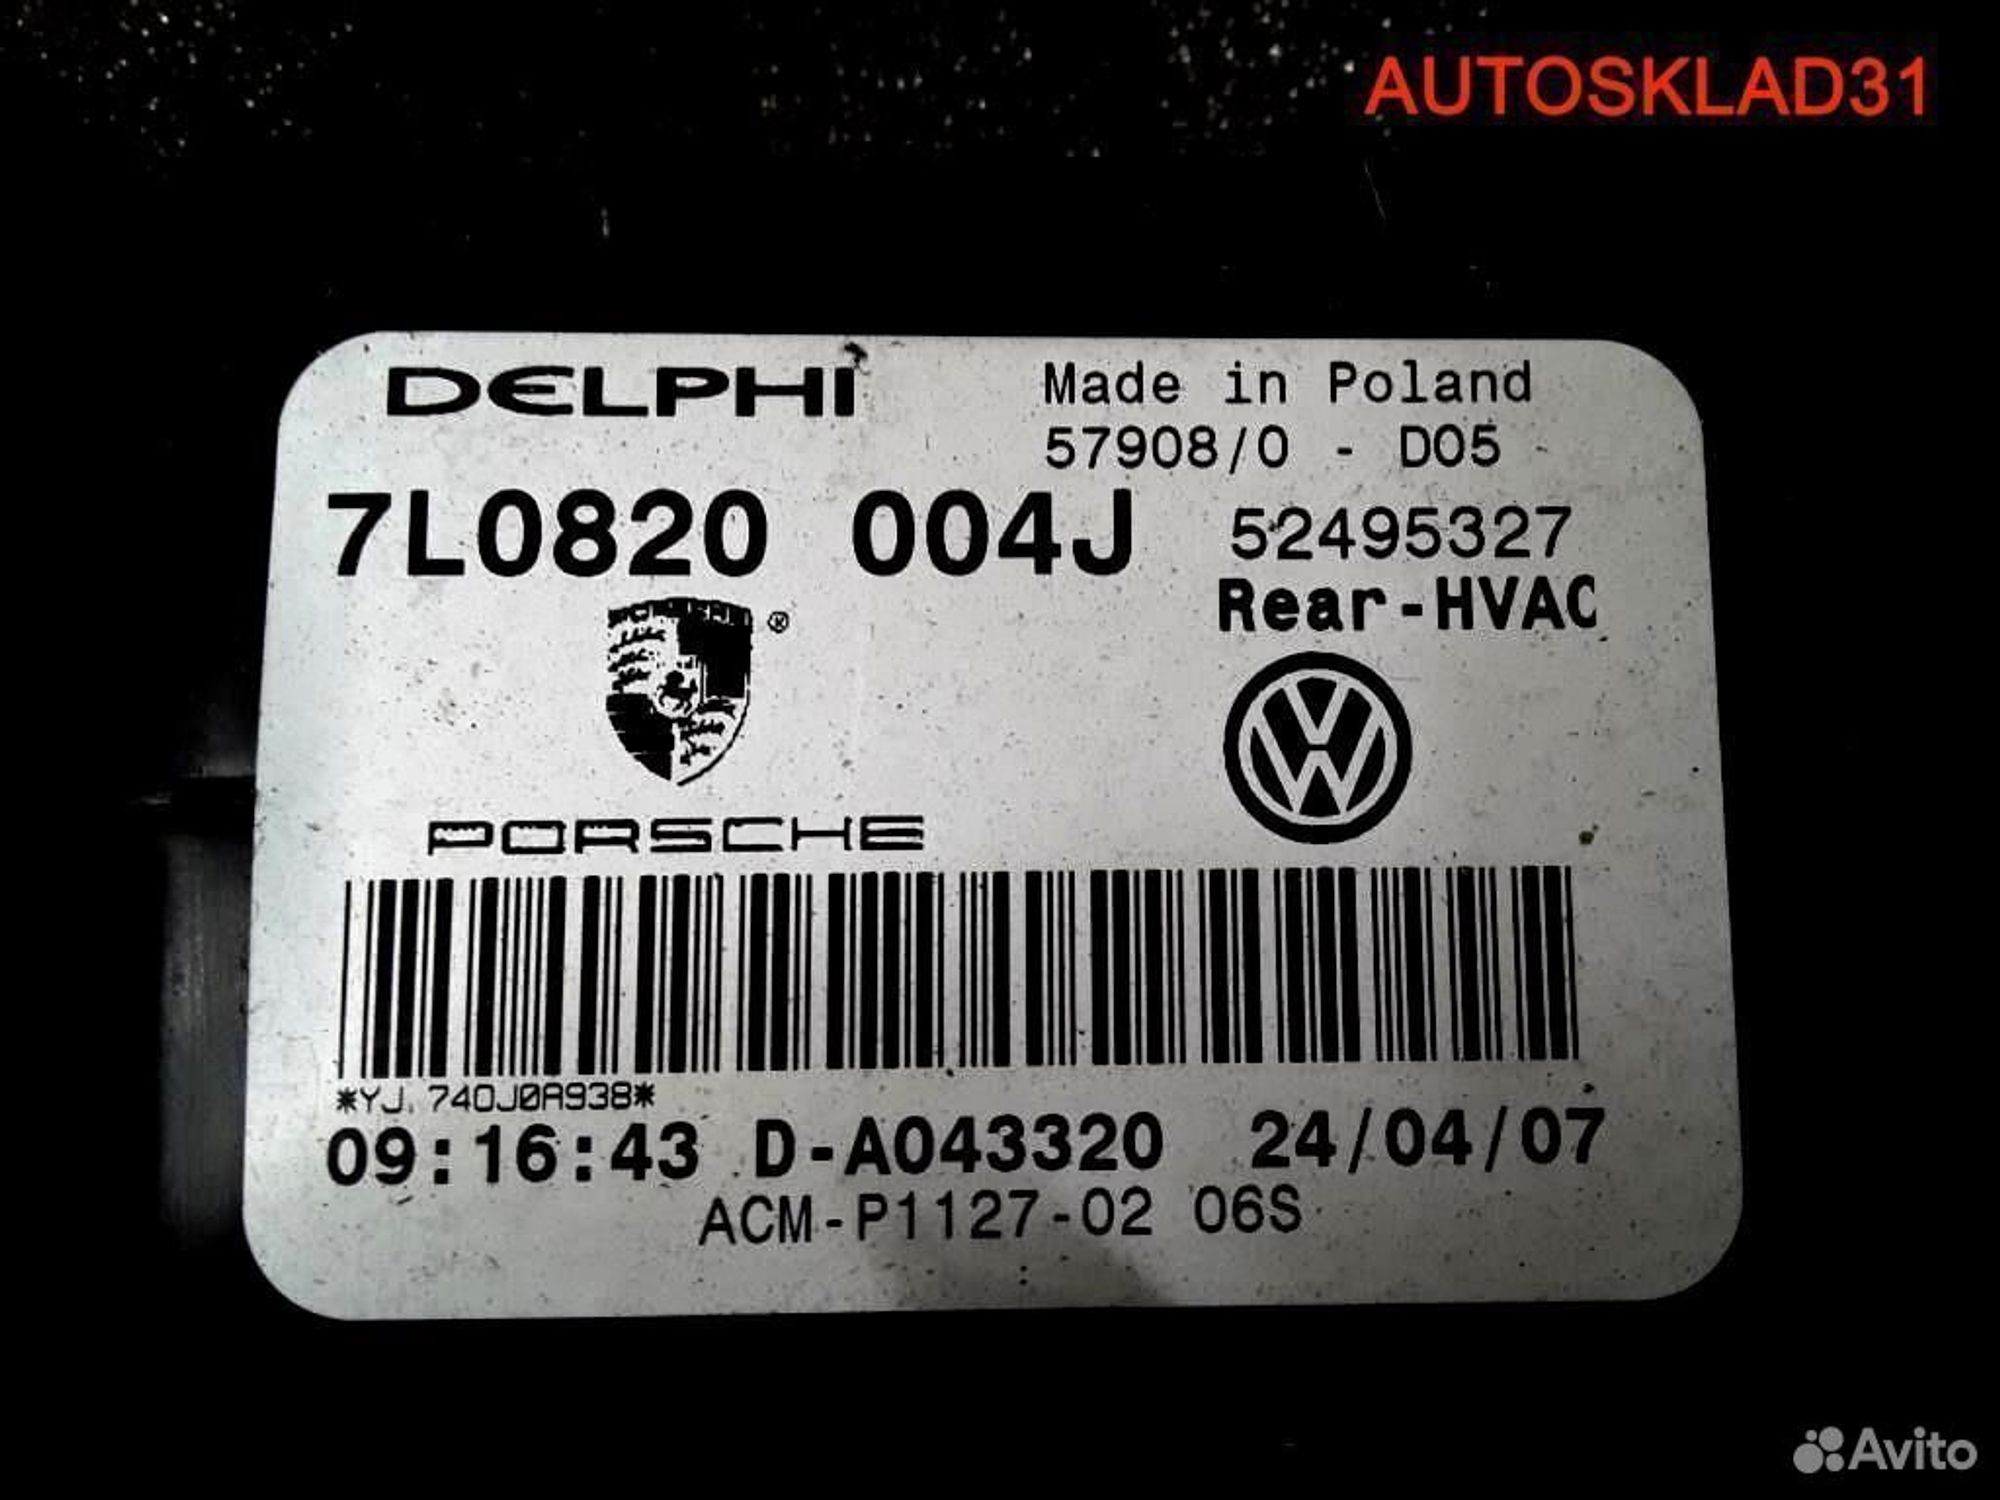 AUTOSKLAD31
DELPHI
Made in Poland
57908/0 - D05
7L0820 004J 52495327
Rear-HVAC
PORSCHE
®
PORSCHE
*YJ.740J0A938*
09:16:43 D-A043320 24/04/07
ACM-P1127-02 06S
Avito